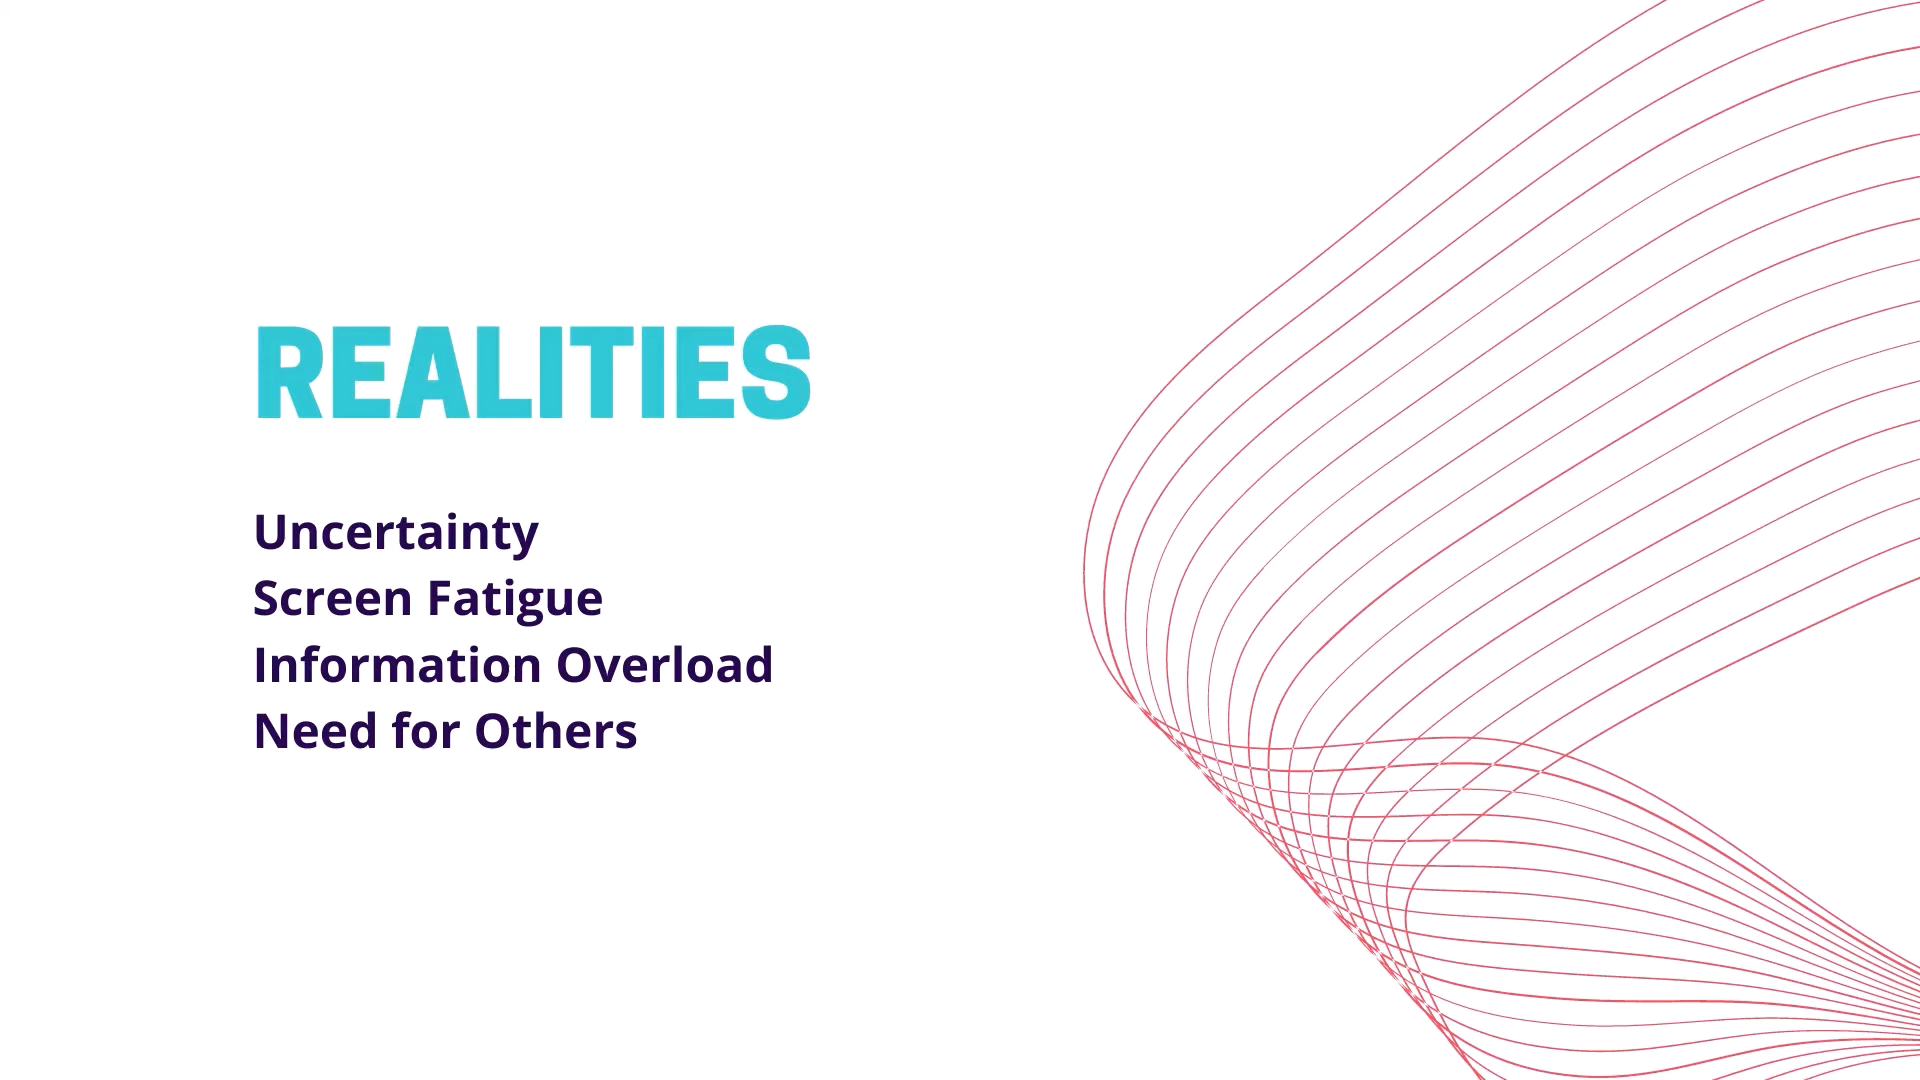 REALITIES
Uncertainty
Screen Fatigue
Information Overload
Need for Others